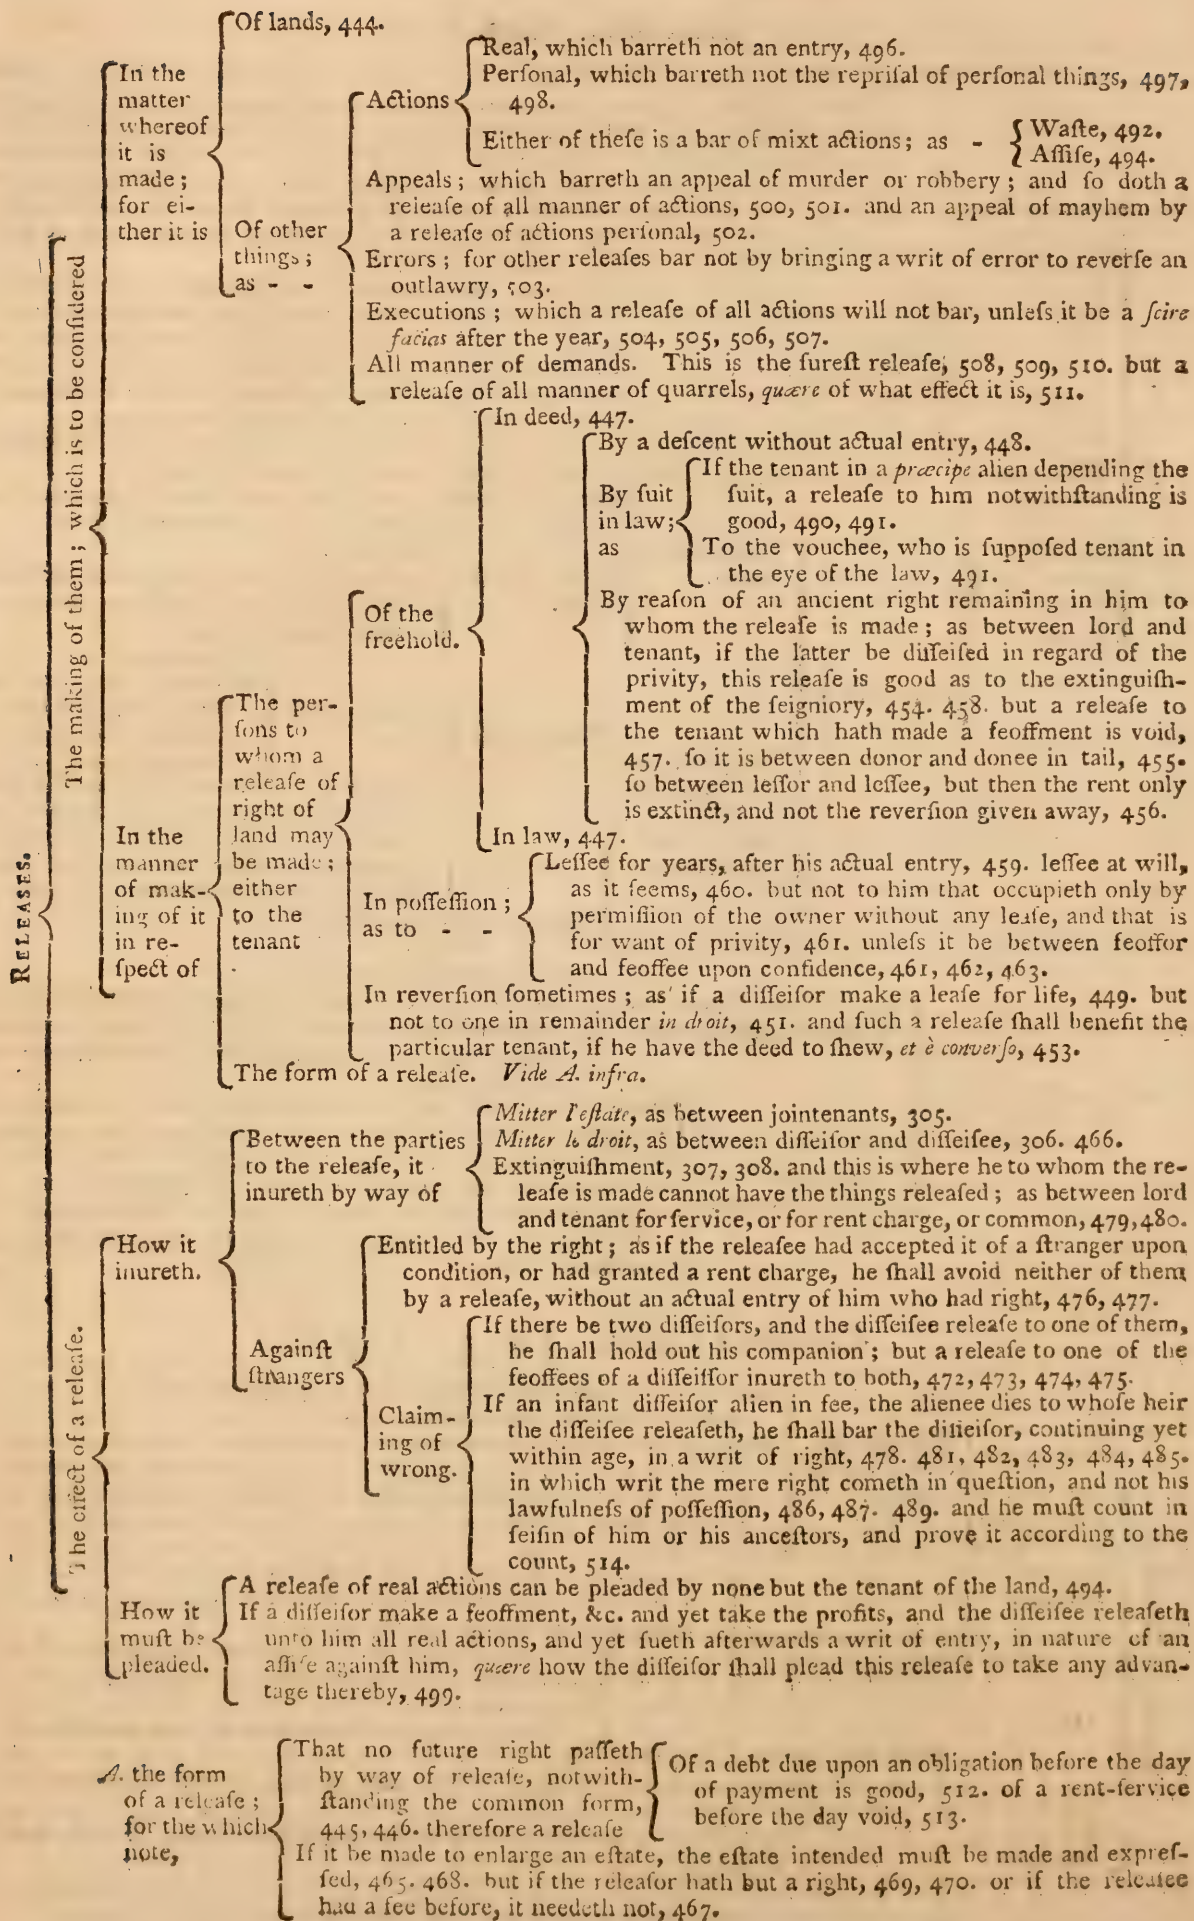 RELEASES.
The making of them; which is to be confidered
In the
matter
whereof
it is
made;
for ei-
ther it is
Of lands, 444.
Of other
things;
as - -
Actions
Real, which barreth not an entry, 496.
Perſonal, which barreth not the repriſal of perſonal things, 497,
498.
Either of theſe is a bar of mixt actions; as -
Waſte, 492.
Aſſiſe, 494.
Appeals; which barreth an appeal of murder or robbery; and ſo doth a
releaſe of all manner of actions, 500, 501. and an appeal of mayhem by
a releaſe of actions perſonal, 502.
Errors; for other releaſes bar not by bringing a writ of error to reverſe an
outlawry, 503.
Executions; which a releaſe of all actions will not bar, unleſs it be a ſcire
facias after the year, 504, 505, 506, 507.
All manner of demands. This is the ſureſt releaſe, 508, 509, 510. but a
releaſe of all manner of quarrels, quære of what effect it is, 511.
In the
manner
of mak-
ing of it
in re-
ſpect of
The per-
ſons to
whom a
releaſe of
right of
land may
be made;
either
to the
tenant
Of the
freehold.
In deed, 447.
By a deſcent without actual entry, 448.
By ſuit
in law;
as
If the tenant in a præcipe alien depending the
ſuit, a releaſe to him notwithſtanding is
good, 490, 491.
To the vouchee, who is ſuppoſed tenant in
the eye of the law, 491.
By reaſon of an ancient right remaining in him to
whom the releaſe is made; as between lord and
tenant, if the latter be diſſeiſed in regard of the
privity, this releaſe is good as to the extinguiſh-
ment of the ſeigniory, 454. 458. but a releaſe to
the tenant which hath made a feoffment is void,
457. ſo it is between donor and donee in tail, 455.
ſo between leſſor and leſſee, but then the rent only
is extinct, and not the reverſion given away, 456.
In law, 447.
In poſſeſſion;
as to - -
Leſſee for years, after his actual entry, 459. leſſee at will,
as it ſeems, 460. but not to him that occupieth only by
permiſſion of the owner without any leaſe, and that is
for want of privity, 461. unleſs it be between feoffor
and feoffee upon confidence, 461, 462, 463.
In reverſion ſometimes; as if a diſſeiſor make a leaſe for life, 449. but
not to one in remainder in droit, 451. and ſuch a releaſe ſhall benefit the
particular tenant, if he have the deed to ſhew, et è converſo, 453.
The form of a releaſe. Vide A. infra.
The effect of a releaſe.
How it
inureth.
Between the parties
to the releaſe, it
inureth by way of
Mitter l'eſtate, as between jointenants, 305.
Mitter le droit, as between diſſeiſor and diſſeiſee, 306. 466.
Extinguiſhment, 307, 308. and this is where he to whom the re-
leaſe is made cannot have the things releaſed; as between lord
and tenant for ſervice, or for rent charge, or common, 479, 480.
Againſt
ſtrangers
Entitled by the right; as if the releaſee had accepted it of a ſtranger upon
condition, or had granted a rent charge, he ſhall avoid neither of them
by a releaſe, without an actual entry of him who had right, 476, 477.
Claim-
ing of
wrong.
If there be two diſſeiſors, and the diſſeiſee releaſe to one of them,
he ſhall hold out his companion; but a releaſe to one of the
feoffees of a diſſeiſſor inureth to both, 472, 473, 474, 475.
If an infant diſſeiſor alien in fee, the alienee dies to whoſe heir
the diſſeiſee releaſeth, he ſhall bar the diſſeiſor, continuing yet
within age, in a writ of right, 478. 481, 482, 483, 484, 485.
in which writ the mere right cometh in queſtion, and not his
lawfulneſs of poſſeſſion, 486, 487. 489. and he muſt count in
ſeiſin of him or his anceſtors, and prove it according to the
count, 514.
How it
muſt be
pleaded.
A releaſe of real actions can be pleaded by none but the tenant of the land, 494.
If a diſſeiſor make a feoffment, &c. and yet take the profits, and the diſſeiſee releaſeth
unto him all real actions, and yet ſueth afterwards a writ of entry, in nature of an
aſſiſe againſt him, quære how the diſſeiſor ſhall plead this releaſe to take any advan-
tage thereby, 499.
A. the form
of a releaſe;
for the which
note,
That no future right paſſeth
by way of releaſe, notwith-
ſtanding the common form,
445, 446. therefore a releaſe
Of a debt due upon an obligation before the day
of payment is good, 512. of a rent-ſervice
before the day void, 513.
If it be made to enlarge an eſtate, the eſtate intended muſt be made and expreſ-
ſed, 465. 468. but if the releaſor hath but a right, 469, 470. or if the releaſee
had a fee before, it needeth not, 467.